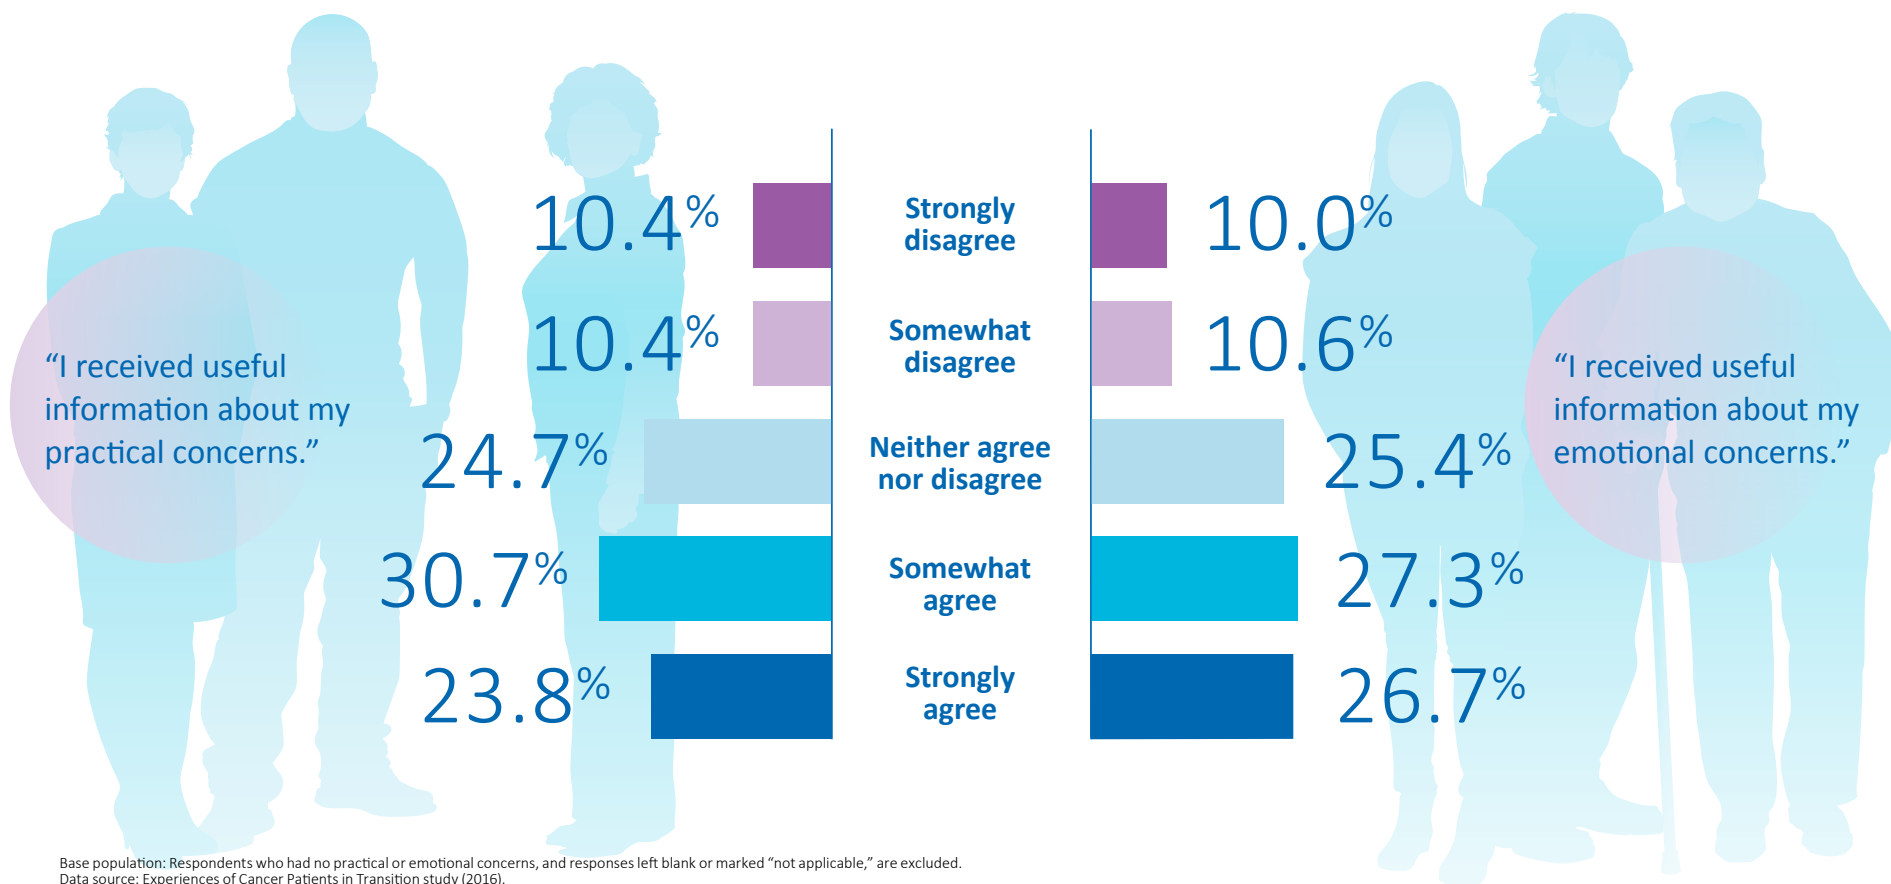 “I received useful
information about my
practical concerns.”
10.4%
Strongly
disagree
10.0%
10.4%
Somewhat
disagree
10.6%
24.7%
Neither agree
nor disagree
25.4%
30.7%
Somewhat
agree
27.3%
23.8%
Strongly
agree
26.7%
“I received useful
information about my
emotional concerns.”
Base population: Respondents who had no practical or emotional concerns, and responses left blank or marked “not applicable,” are excluded.
Data source: Experiences of Cancer Patients in Transition study (2016).